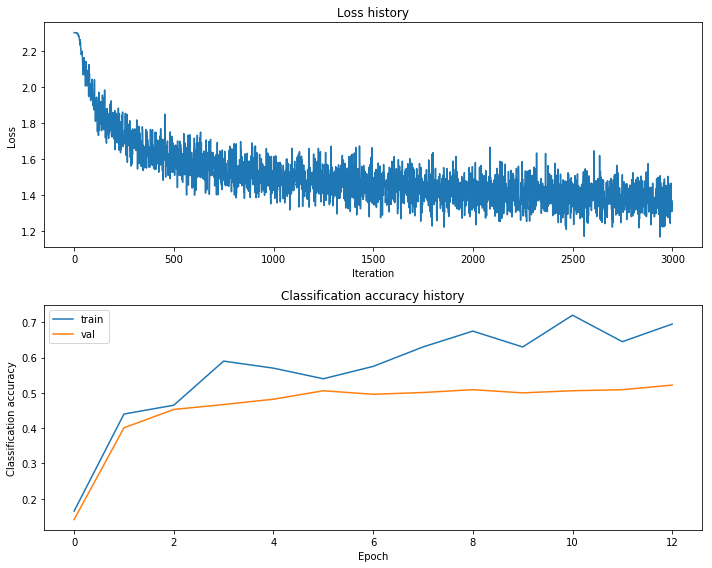 Loss history
2.2
2.0
1.8
1.6
1.4
1.2
Loss
0 500 1000 1500 2000 2500 3000
Iteration
Classification accuracy history
train
val
0.7
0.6
0.5
0.4
0.3
0.2
Classification accuracy
0 2 4 6 8 10 12
Epoch